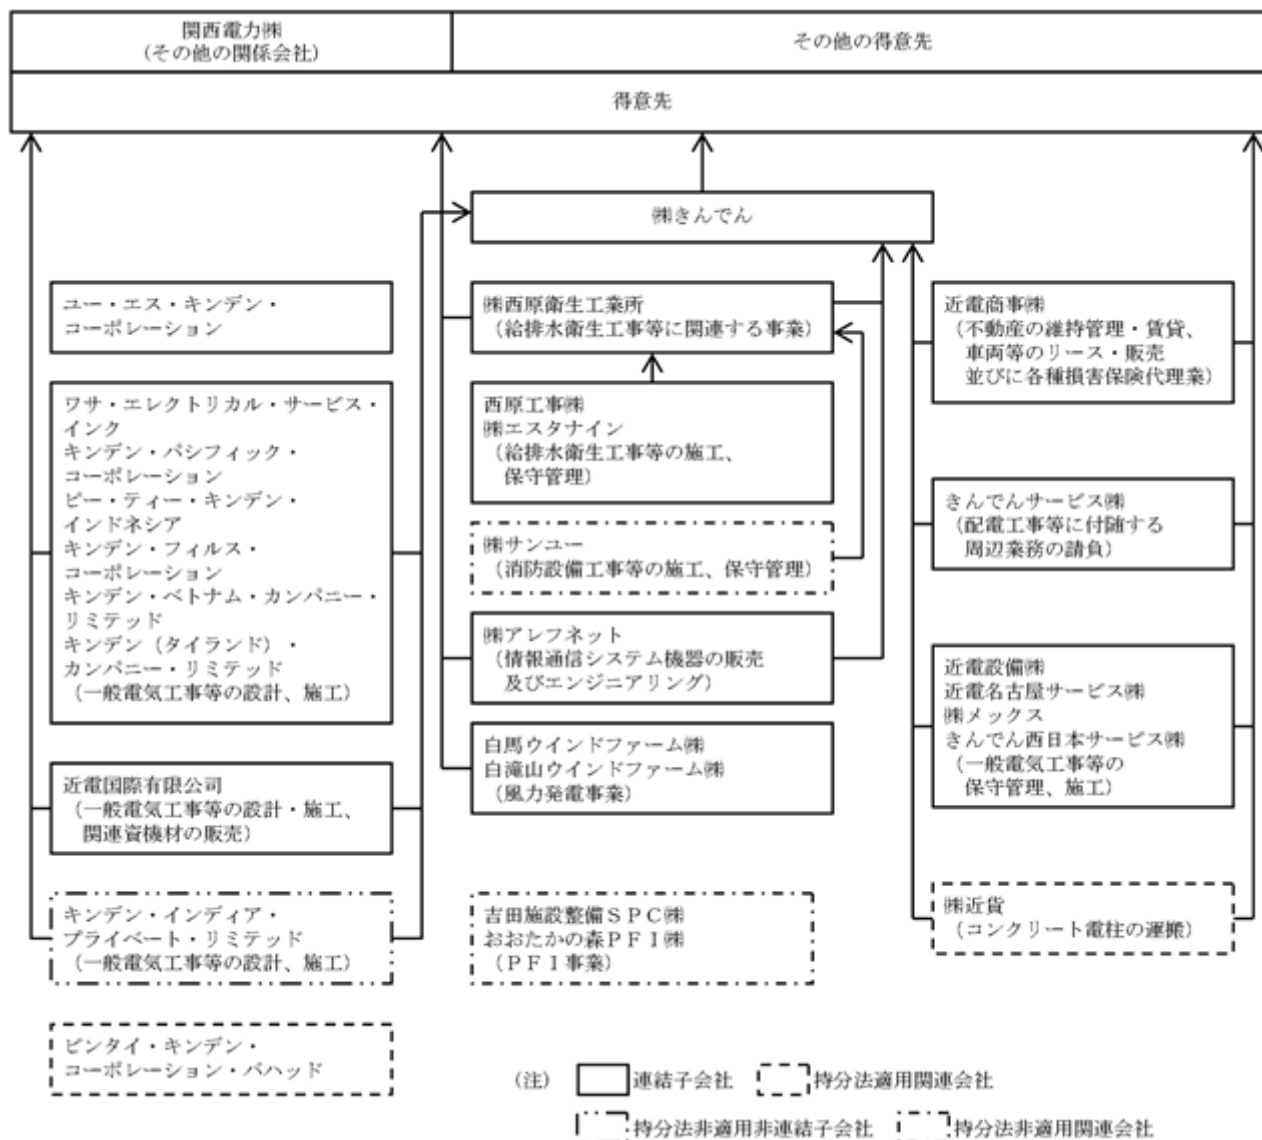 関西電力㈱
(その他の関係会社)
その他の得意先
得意先
㈱きんでん
ユー・エス・キンデン・
コーポレーション
ワサ・エレクトリカル・サービス・
インク
キンデン・パシフィック・
コーポレーション
ピー・ティー・キンデン・
インドネシア
キンデン・フィルス・
コーポレーション
キンデン・ベトナム・カンパニー・
リミテッド
キンデン（タイランド）・
カンパニー・リミテッド
（一般電気工事等の設計、施工）
近電国際有限公司
（一般電気工事等の設計・施工、
関連資機材の販売）
キンデン・インディア・
プライベート・リミテッド
（一般電気工事等の設計、施工）
ビンタイ・キンデン・
コーポレーション・バハッド
㈱西原衛生工業所
（給排水衛生工事等に関連する事業）
西原工事㈱
㈱エスタナイン
（給排水衛生工事等の施工、
保守管理）
㈱サンユー
（消防設備工事等の施工、保守管理）
㈱アレフネット
（情報通信システム機器の販売
及びエンジニアリング）
白馬ウインドファーム㈱
白滝山ウインドファーム㈱
（風力発電事業）
吉田施設整備ＳＰＣ㈱
おおたかの森ＰＦＩ㈱
（ＰＦＩ事業）
近電商事㈱
（不動産の維持管理・賃貸、
車両等のリース・販売
並びに各種損害保険代理業）
きんでんサービス㈱
（配電工事等に付随する
周辺業務の請負）
近電設備㈱
近電名古屋サービス㈱
㈱メックス
きんでん西日本サービス㈱
（一般電気工事等の
保守管理、施工）
㈱近貨
（コンクリート電柱の運搬）
（注）
連結子会社
持分法適用関連会社
持分法非適用非連結子会社
持分法非適用関連会社